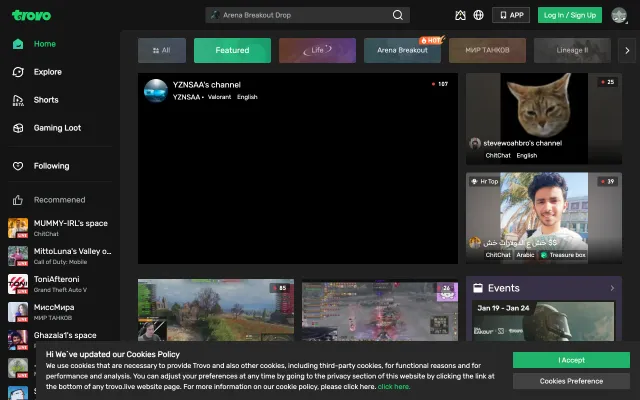 trovo
Arena Breakout Drop
APP
Log In / Sign Up
Home
Explore
BETA
Shorts
Gaming Loot
Following
Recommened
MUMMY-IRL's space
ChitChat
LIVE
MittoLuna's Valley o...
Call of Duty: Mobile
LIVE
ToniAfteroni
Grand Theft Auto V
LIVE
МиссМира
МИР ТАНКОВ
LIVE
Ghazala1's space
All
Featured
Life
Arena Breakout
HOT
МИР ТАНКОВ
Lineage II
YZNSAA's channel
YZNSAA • Valorant English
107
25
stevewoahbro's channel
ChitChat English
Hr Top
39
ChitChat Arabic Treasure box
85
26
Events
Jan 19 - Jan 24
Hi We`ve updated our Cookies Policy
We use cookies that are necessary to provide Trovo and also other cookies, including third-party cookies, for functional reasons and for
performance and analysis. You can adjust your preferences at any time by going to the privacy section of this website by clicking the link at
the bottom of any trovo.live website page. For more information on our cookie policy, please click here. click here.
I Accept
Cookies Preference